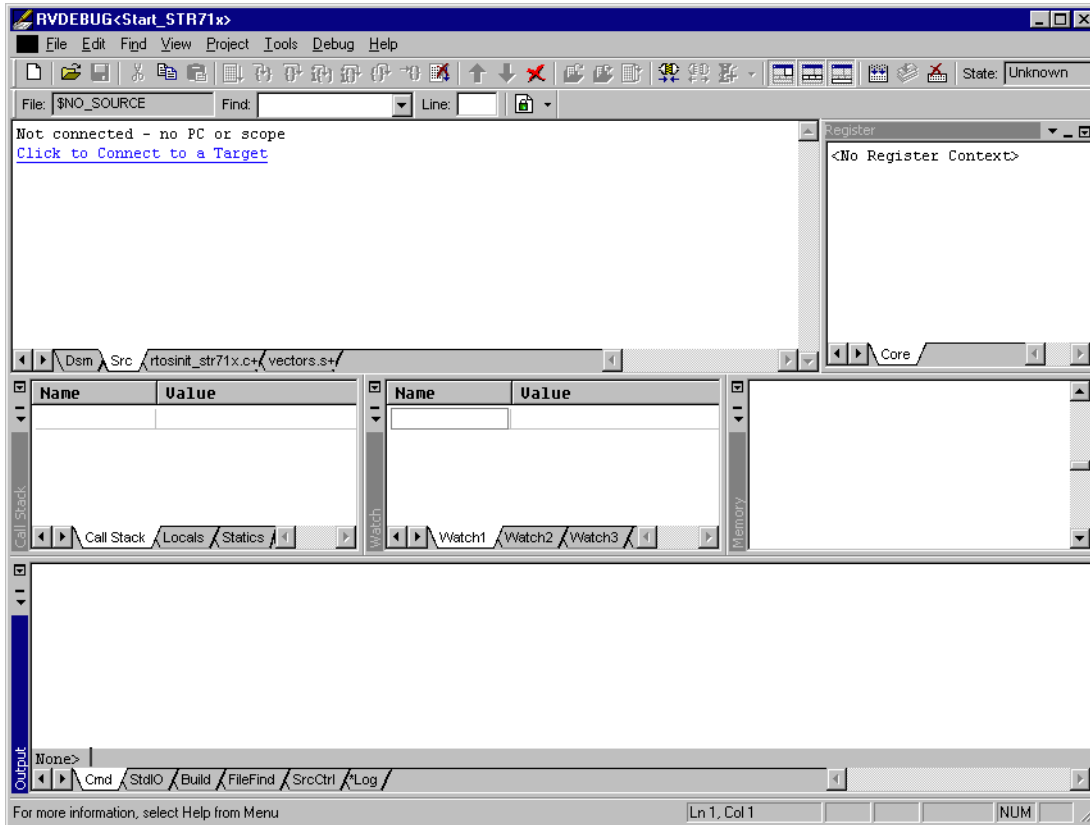 RVDEBUG<Start_STR71x>
File Edit Find View Project Tools Debug Help
State: Unknown
File: $NO_SOURCE Find: Line:
Not connected - no PC or scope
Click to Connect to a Target
Register
<No Register Context>
Dsm Src rtosinit_str71x.c+ vectors.s+
Core
Name Value
Name Value
Call Stack
Watch
Memory
Call Stack Locals Statics
Watch1 Watch2 Watch3
Output
None>
Cmd StdIO Build FileFind SrcCtrl *Log
For more information, select Help from Menu
Ln 1, Col 1
NUM